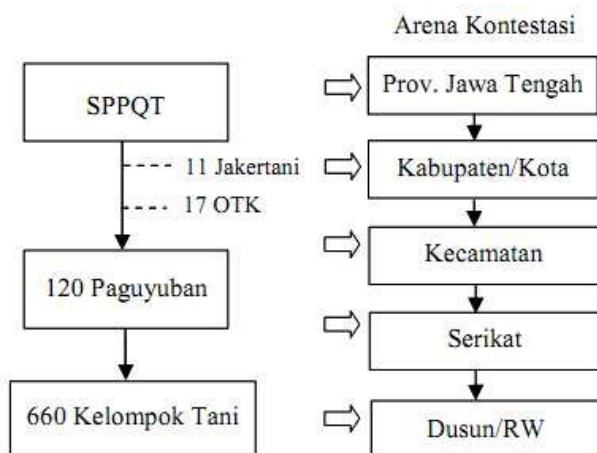 Arena Kontestasi
SPPQT
11 Jakertani
17 OTK
120 Paguyuban
660 Kelompok Tani
Prov. Jawa Tengah
Kabupaten/Kota
Kecamatan
Serikat
Dusun/RW